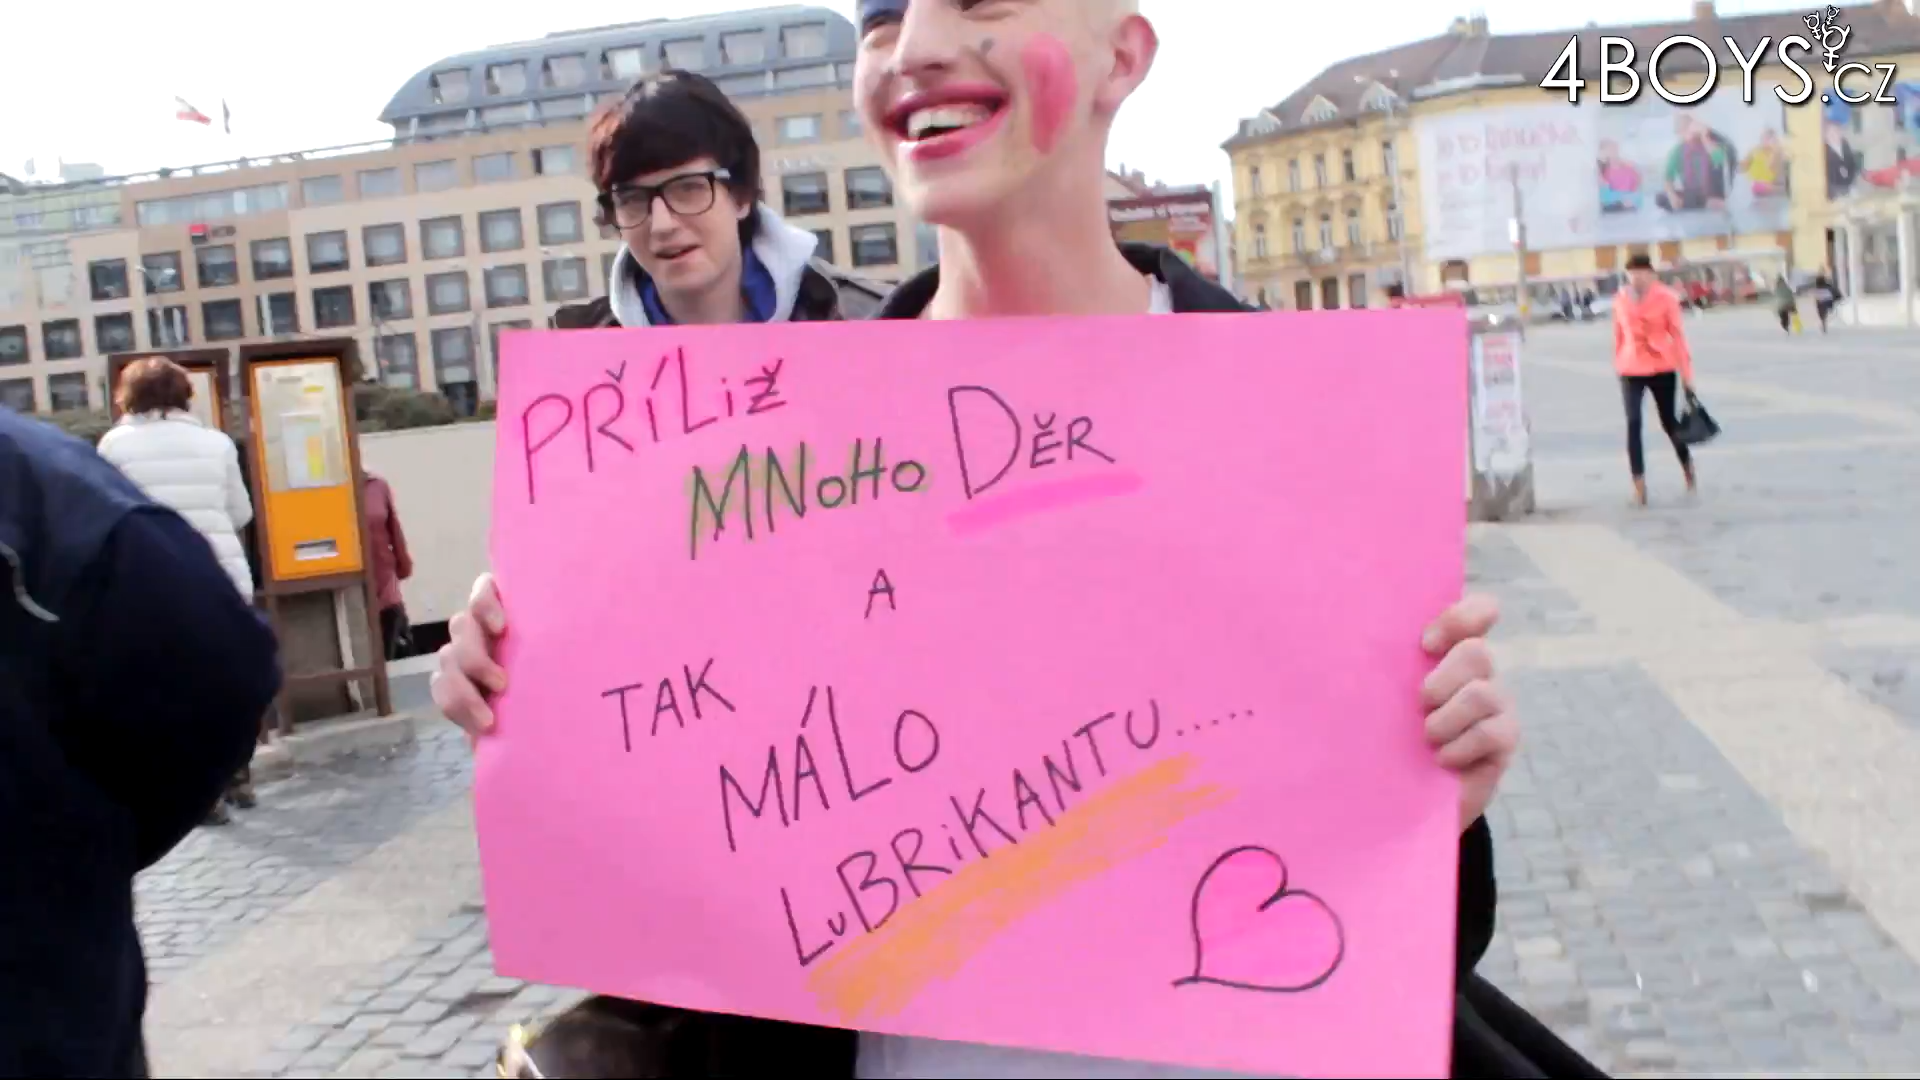 4BOYS.CZ
PŘÍLiŽ
MNoHo DĚR
A
TAK
MÁLO
LuBRiKANTU.....